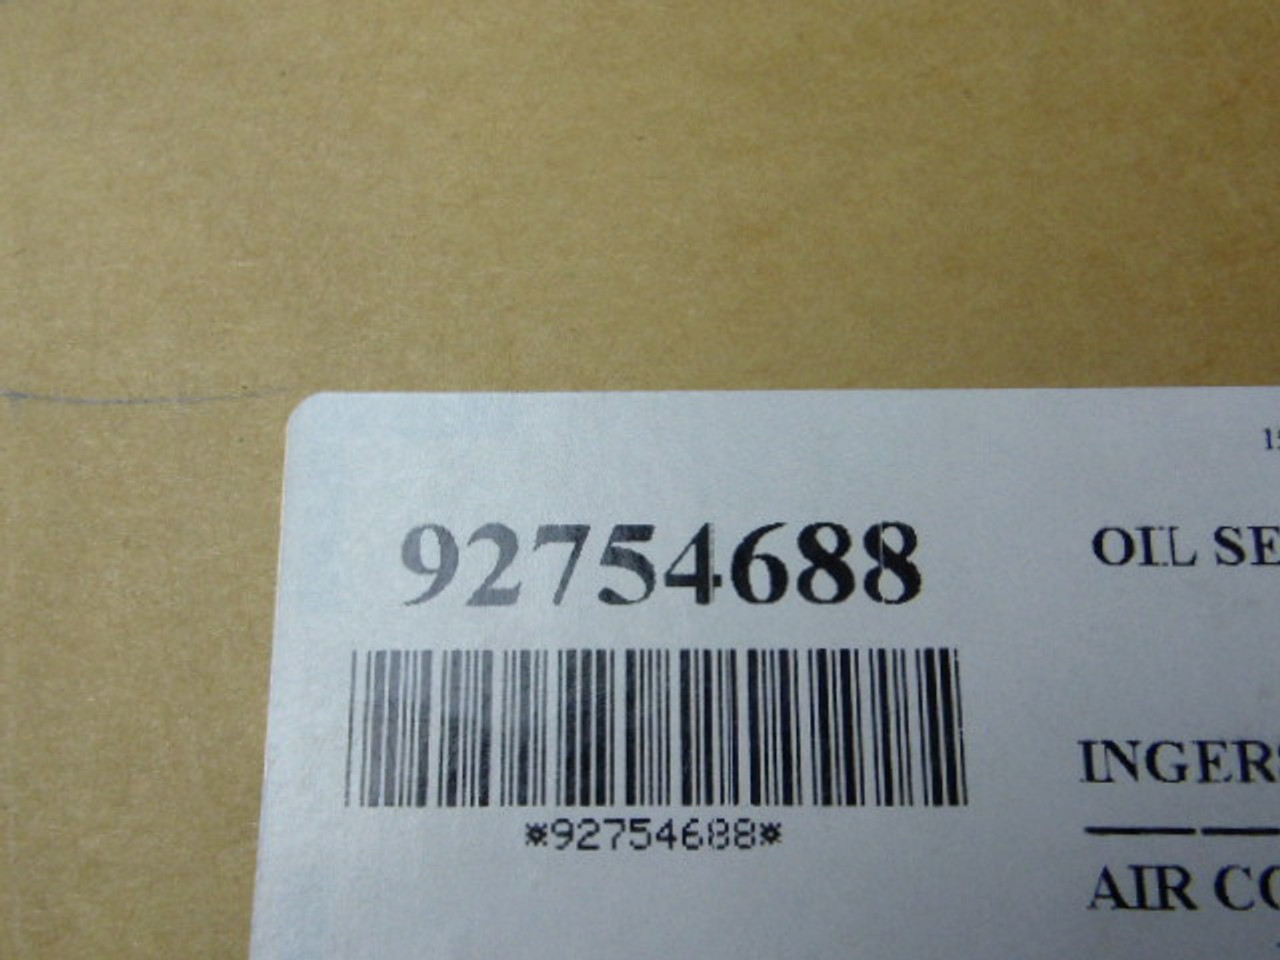 92754688
*92754688*
OIL SE
INGERS
AIR CO